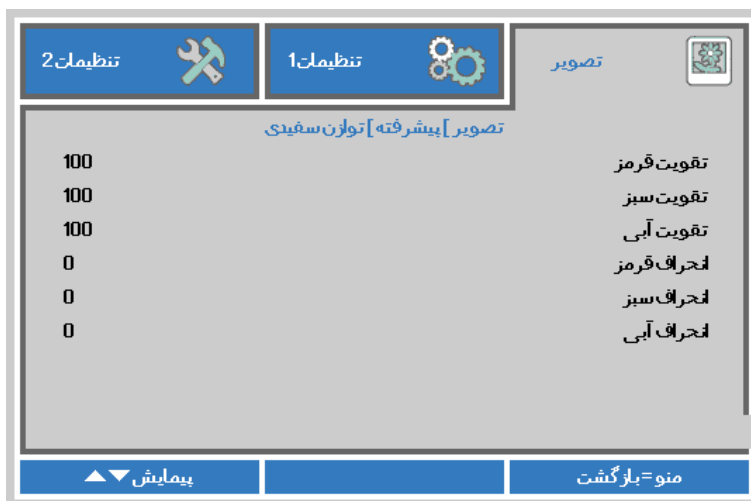 تصویر
تنظیمات1
تنظیمات2
تصویر]پیشرفته]توازن سفیدی
تقویت قرمز 100
تقویت سبز 100
تقویت آبی 100
انحراف قرمز 0
انحراف سبز 0
انحراف آبی 0
منو=بازگشت
پیمایش▼▲